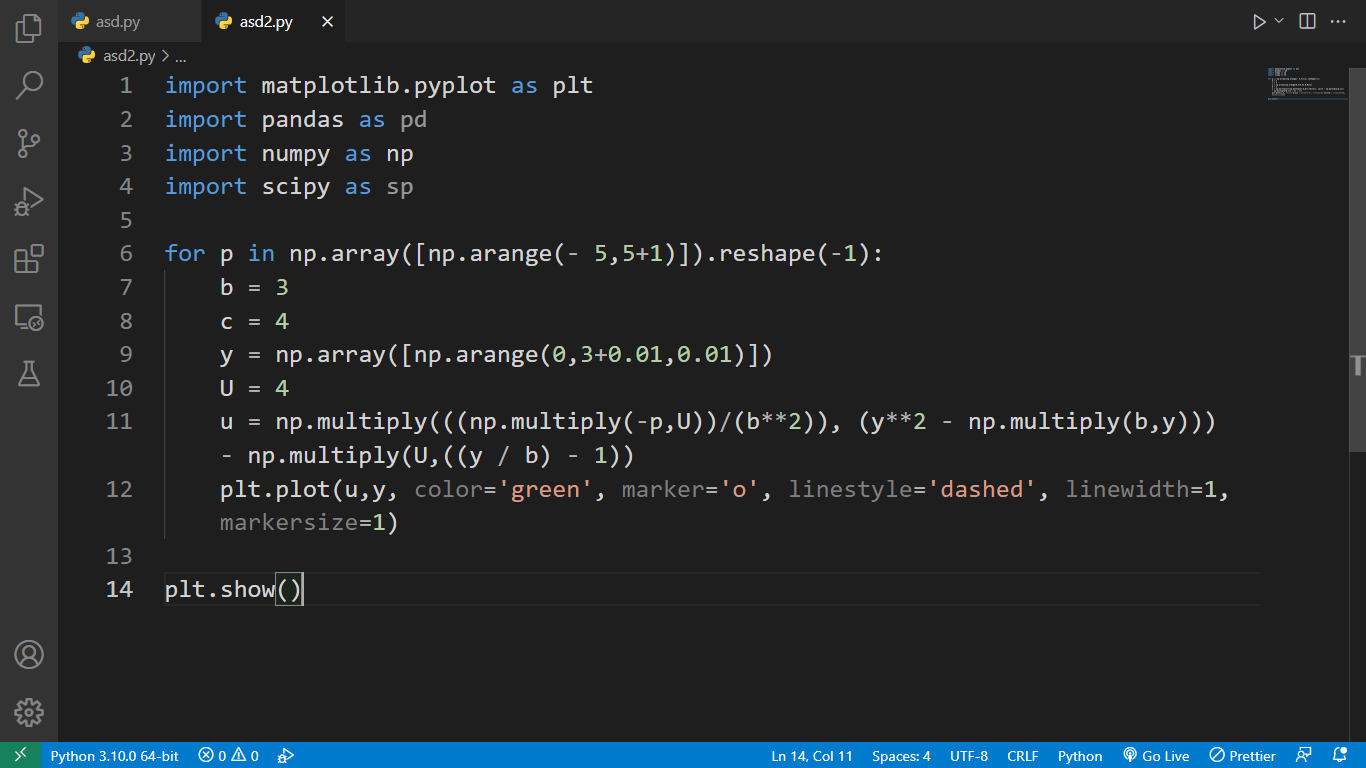 asd.py
asd2.py
asd2.py > ...
1 import matplotlib.pyplot as plt
2 import pandas as pd
3 import numpy as np
4 import scipy as sp
5
6 for p in np.array([np.arange(- 5,5+1)]).reshape(-1):
7     b = 3
8     c = 4
9     y = np.array([np.arange(0,3+0.01,0.01)])
10     U = 4
11     u = np.multiply(((np.multiply(-p,U))/(b**2)), (y**2 - np.multiply(b,y)))
- np.multiply(U,((y / b) - 1))
12     plt.plot(u,y, color='green', marker='o', linestyle='dashed', linewidth=1,
markersize=1)
13
14 plt.show()
Python 3.10.0 64-bit 0 0 Ln 14, Col 11 Spaces: 4 UTF-8 CRLF Python Go Live Prettier